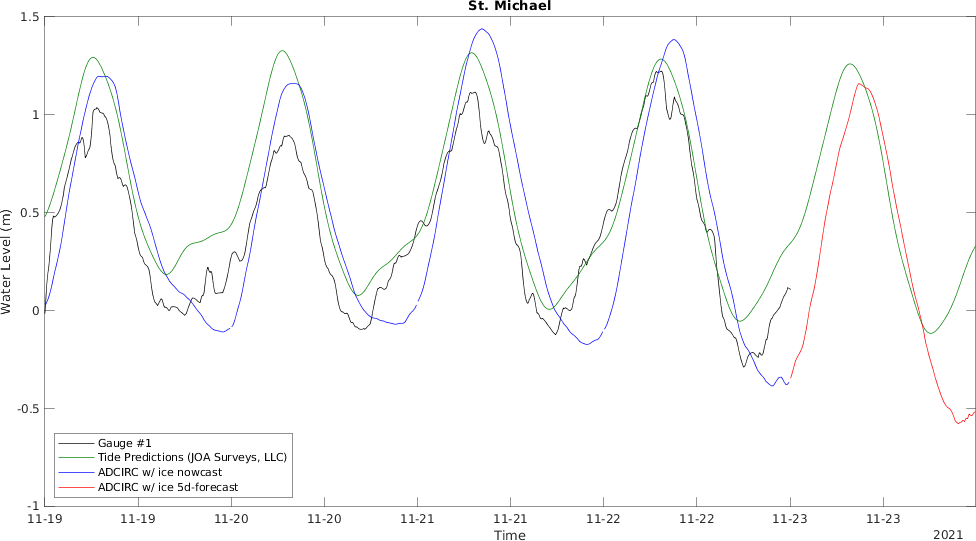 St. Michael
1.5
1
0.5
0
-0.5
-1
Water Level (m)
Gauge #1
Tide Predictions (JOA Surveys, LLC)
ADCIRC w/ ice nowcast
ADCIRC w/ ice 5d-forecast
11-19 11-19 11-20 11-20 11-21 11-21 11-22 11-22 11-23 11-23
Time
2021